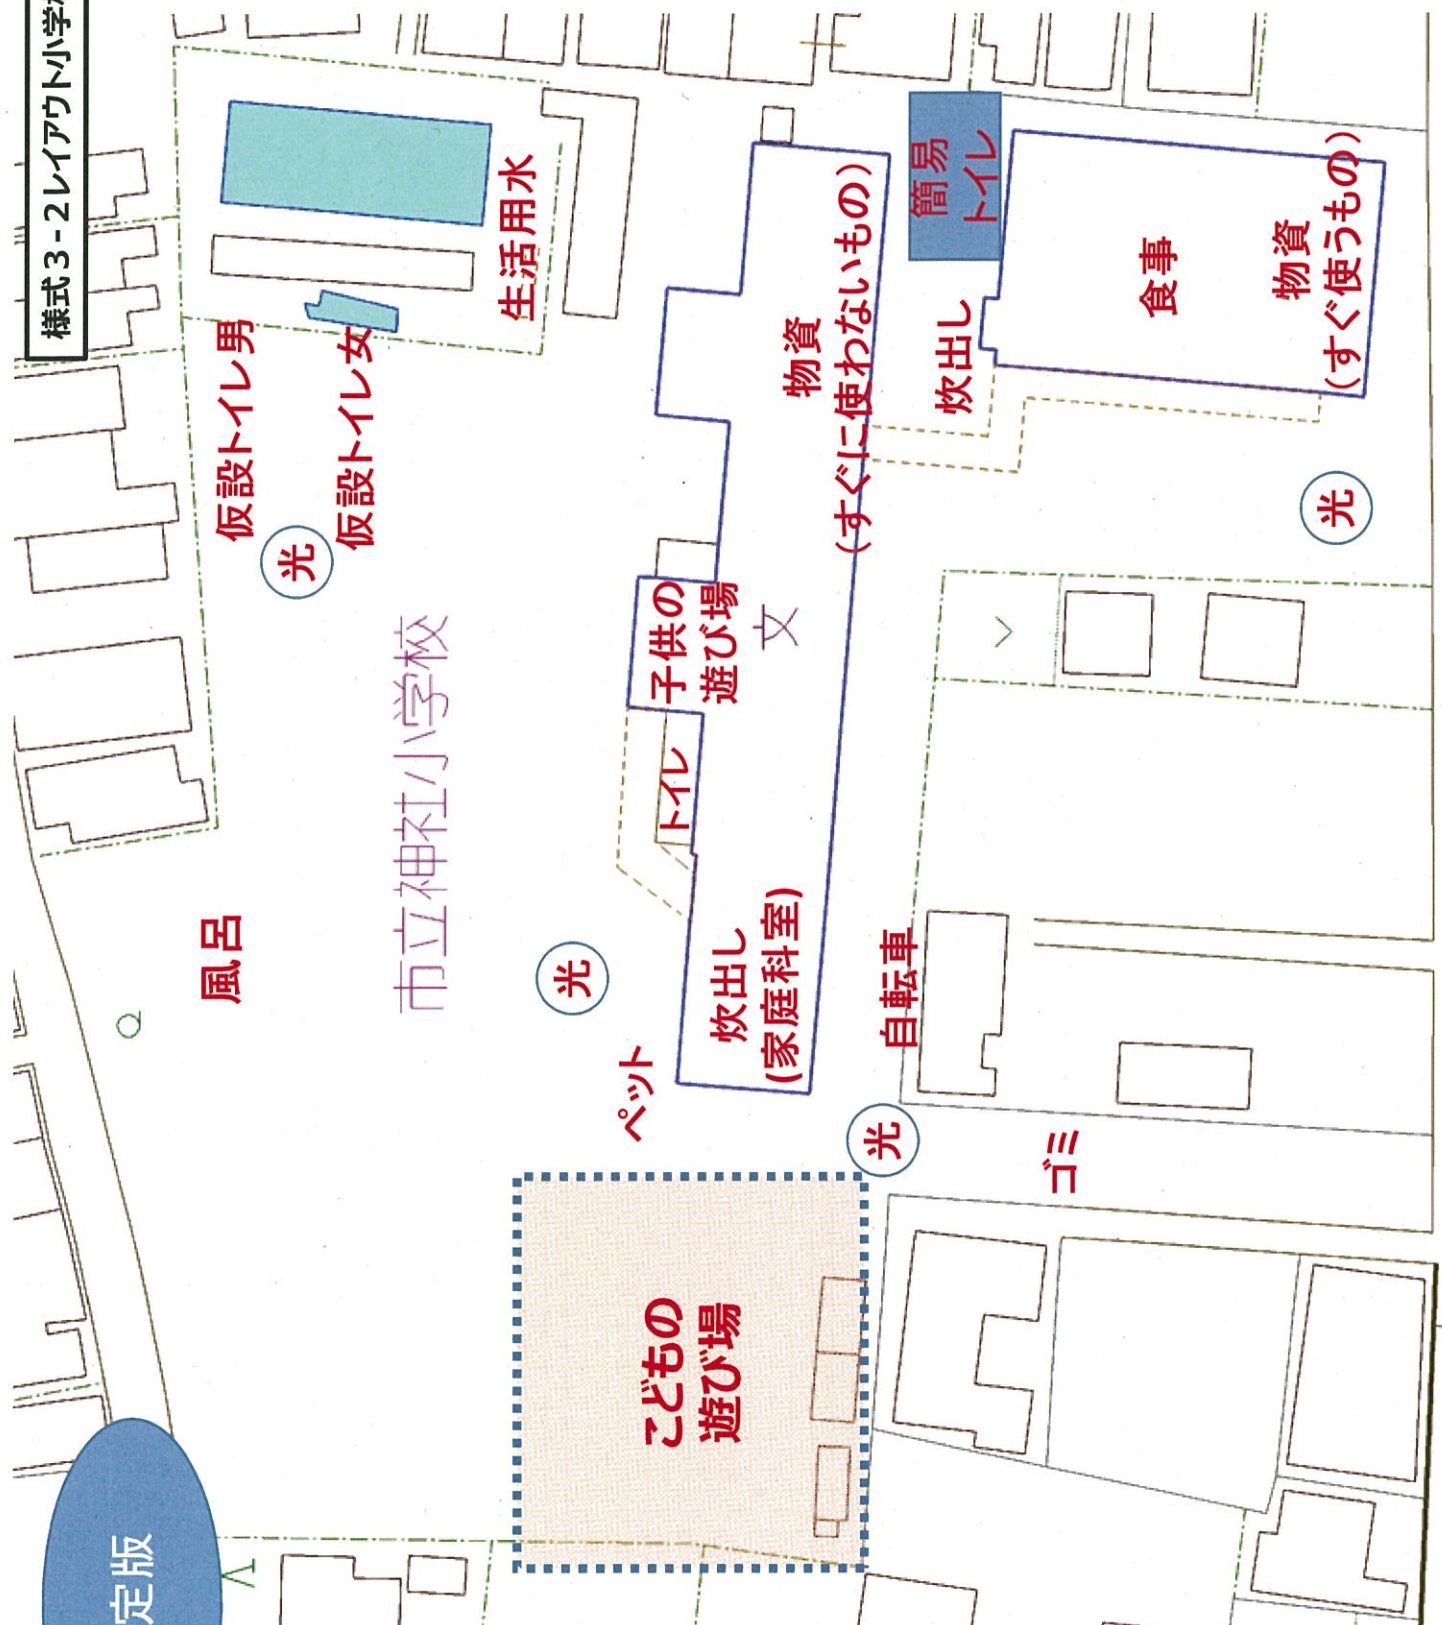 様式3-2レイアウト小学校
定版
仮設トイレ男
仮設トイレ女
生活用水
風呂
市立神社小学校
光
光
光
光
ペット
子供の
遊び場
トイレ
文
炊出し
(家庭科室)
物資
(すぐに使わないもの)
簡易
トイレ
炊出し
食事
物資
(すぐ使うもの)
自転車
ゴミ
こどもの
遊び場